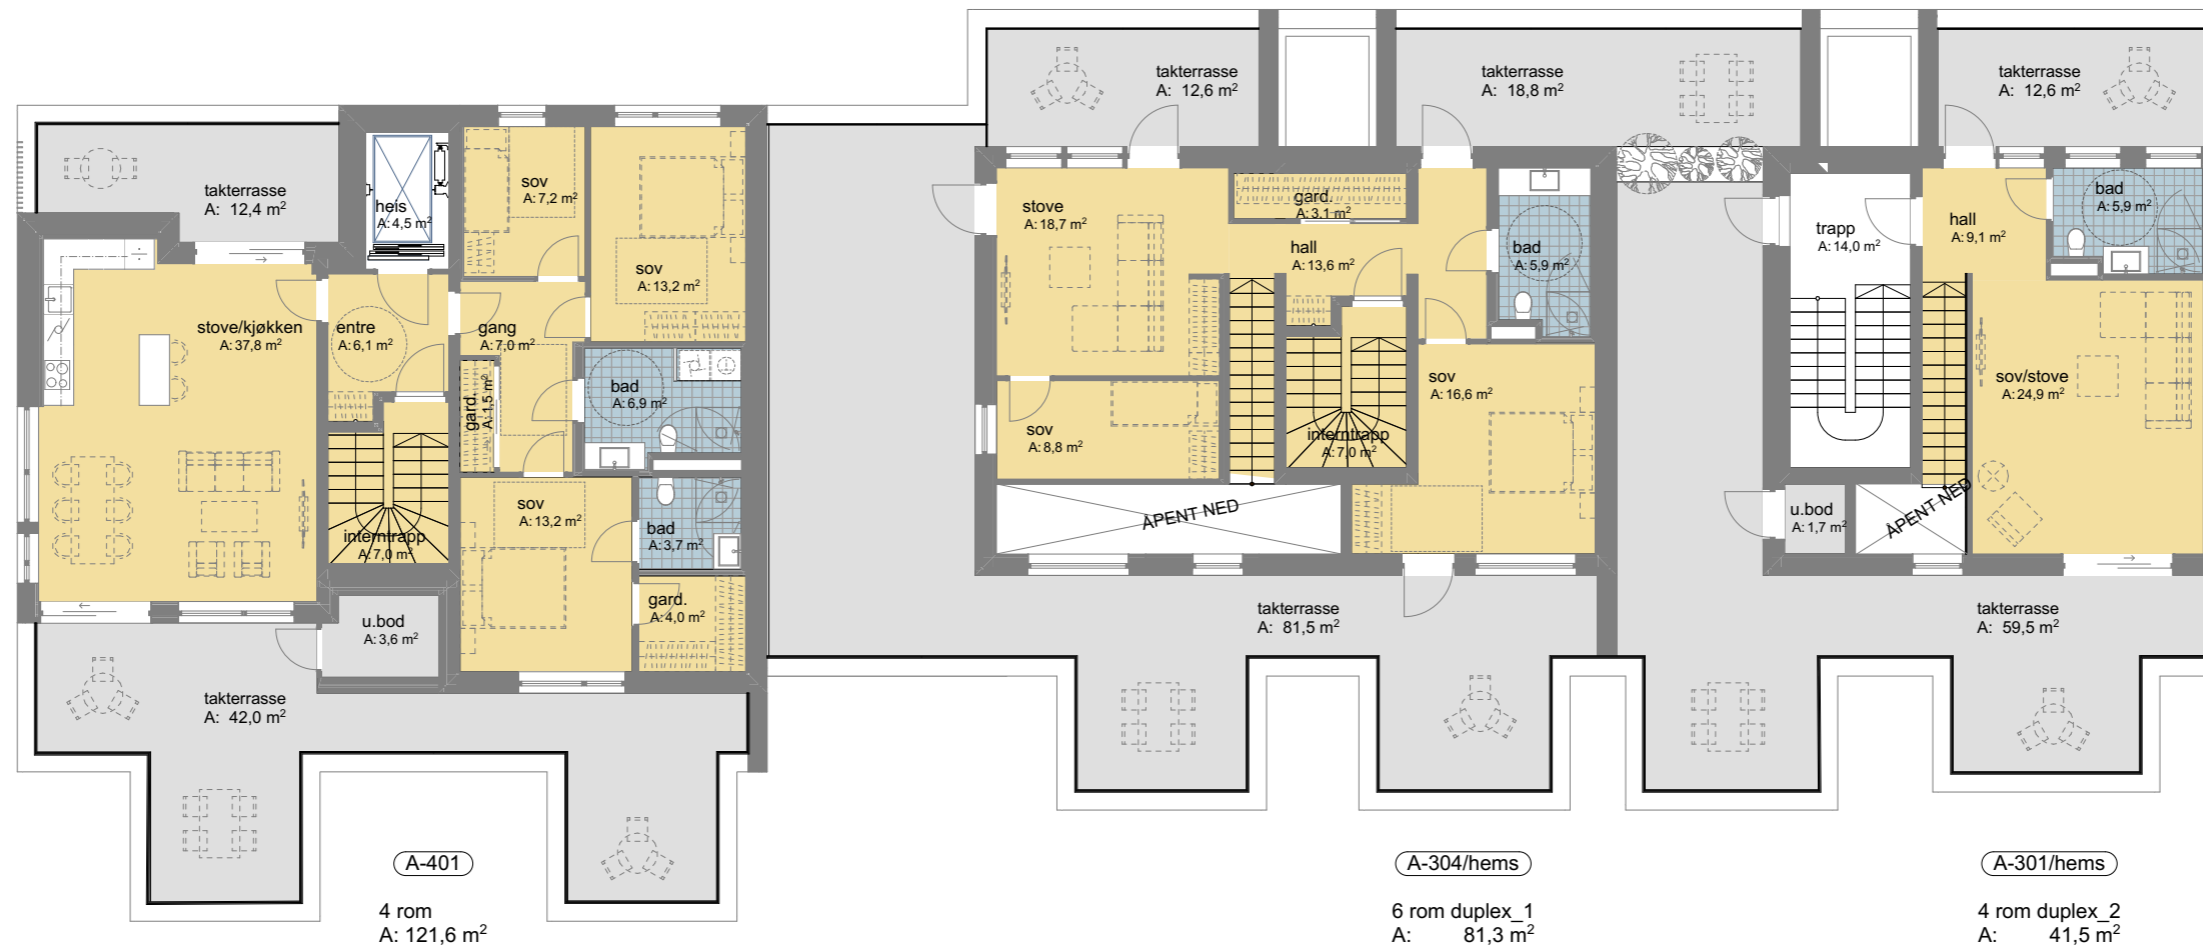 takterrasse
A: 12,4 m²
heis
A: 4,5 m²
sov
A: 7,2 m²
sov
A: 13,2 m²
stove/kjøkken
A: 37,8 m²
entre
A: 6,1 m²
gang
A: 7,0 m²
gard.
A: 1,5 m²
bad
A: 6,9 m²
interntrapp
A: 7,0 m²
sov
A: 13,2 m²
bad
A: 3,7 m²
gard.
A: 4,0 m²
u.bod
A: 3,6 m²
takterrasse
A: 42,0 m²
A-401
4 rom
A: 121,6 m²
takterrasse
A: 12,6 m²
takterrasse
A: 18,8 m²
stove
A: 18,7 m²
gard.
A: 3,1 m²
hall
A: 13,6 m²
bad
A: 5,9 m²
sov
A: 8,8 m²
interntrapp
A: 7,0 m²
sov
A: 16,6 m²
ÅPENT NED
takterrasse
A: 81,5 m²
A-304/hems
6 rom duplex_1
A: 81,3 m²
takterrasse
A: 12,6 m²
trapp
A: 14,0 m²
hall
A: 9,1 m²
bad
A: 5,9 m²
sov/stove
A: 24,9 m²
u.bod
A: 1,7 m²
ÅPENT NED
takterrasse
A: 59,5 m²
A-301/hems
4 rom duplex_2
A: 41,5 m²